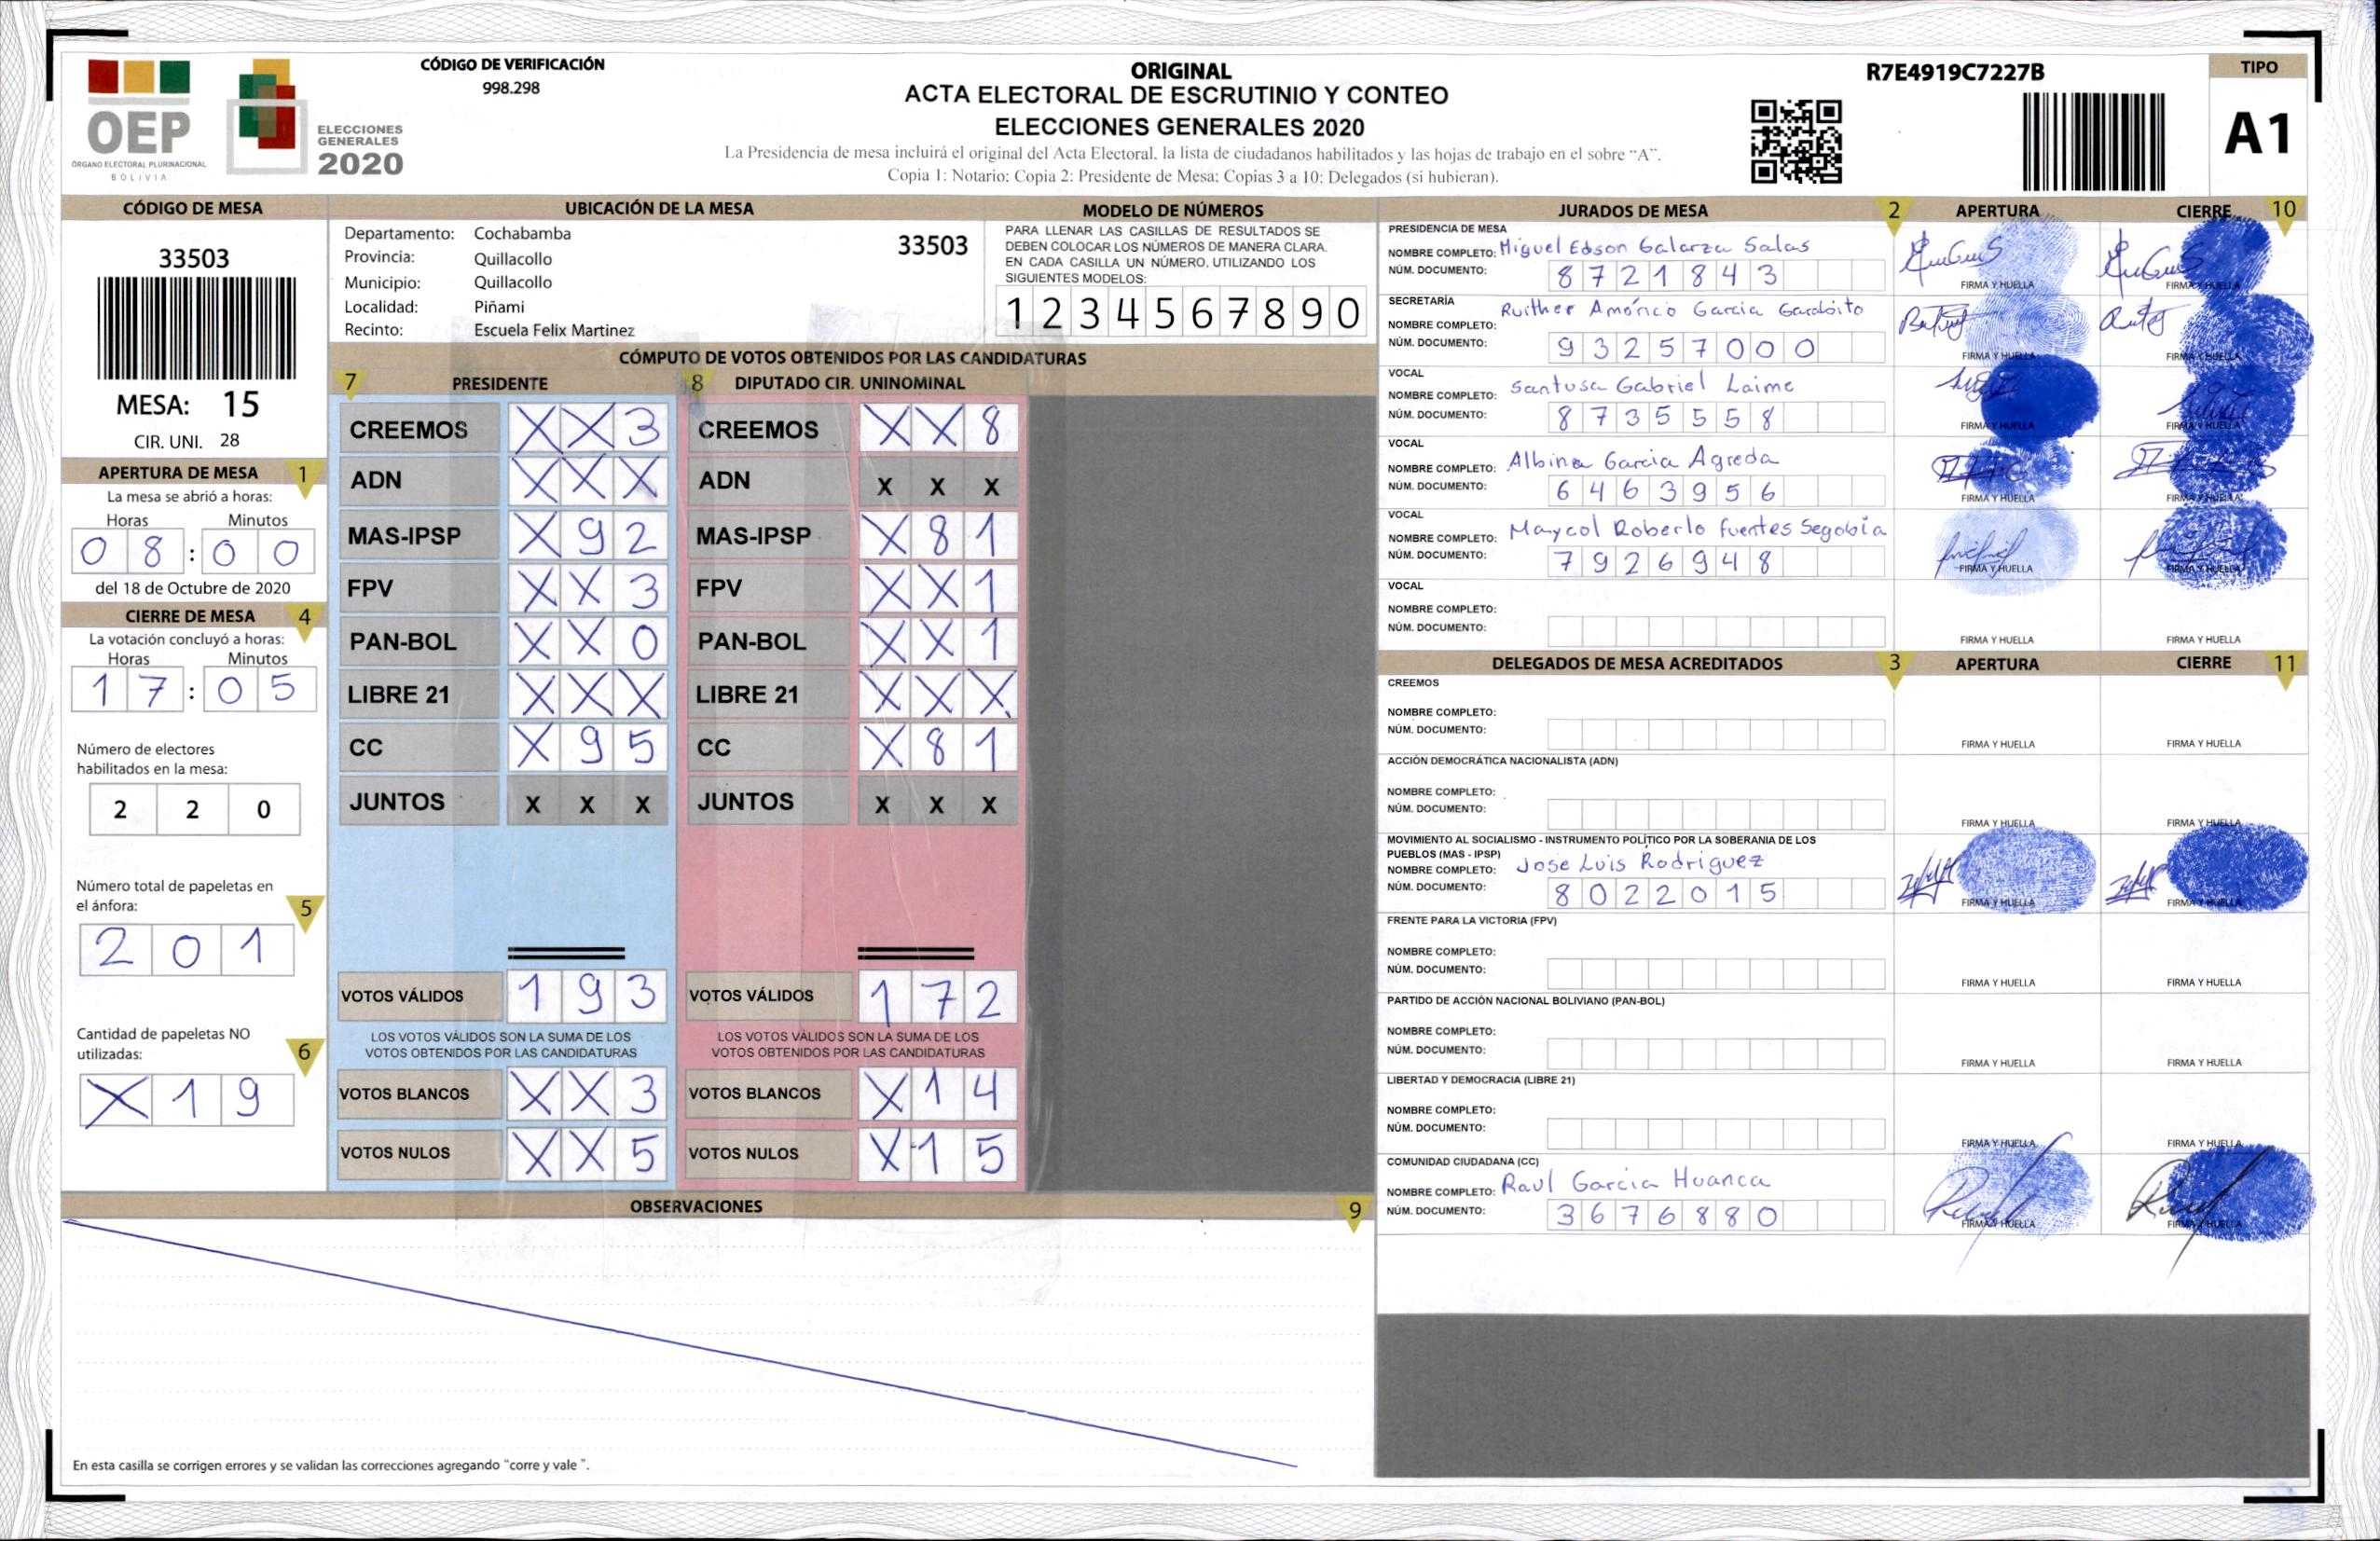 CÓDIGO DE VERIFICACIÓN
998.298
OEP
ÓRGANO ELECTORAL PLURINACIONAL
BOLIVIA
ELECCIONES
GENERALES
2020
ORIGINAL
ACTA ELECTORAL DE ESCRUTINIO Y CONTEO
ELECCIONES GENERALES 2020
La Presidencia de mesa incluirá el original del Acta Electoral, la lista de ciudadanos habilitados y las hojas de trabajo en el sobre "A".
Copia 1: Notario; Copia 2: Presidente de Mesa; Copias 3 a 10: Delegados (si hubieran).
R7E4919C7227B
TIPO
A1
CÓDIGO DE MESA
33503
MESA: 15
CIR. UNI. 28
UBICACIÓN DE LA MESA
Departamento: Cochabamba
33503
Provincia: Quillacollo
Municipio: Quillacollo
Localidad: Piñami
Recinto: Escuela Felix Martinez
MODELO DE NÚMEROS
PARA LLENAR LAS CASILLAS DE RESULTADOS SE
DEBEN COLOCAR LOS NÚMEROS DE MANERA CLARA.
EN CADA CASILLA UN NÚMERO, UTILIZANDO LOS
SIGUIENTES MODELOS:
1 2 3 4 5 6 7 8 9 0
APERTURA DE MESA 1
La mesa se abrió a horas:
Horas Minutos
0 8 : 0 0
del 18 de Octubre de 2020
CIERRE DE MESA 4
La votación concluyó a horas:
Horas Minutos
1 7 : 0 5
Número de electores
habilitados en la mesa:
2 2 0
Número total de papeletas en
el ánfora: 5
2 0 1
Cantidad de papeletas NO
utilizadas: 6
X 1 9
CÓMPUTO DE VOTOS OBTENIDOS POR LAS CANDIDATURAS
7 PRESIDENTE
CREEMOS X X 3
ADN X X X
MAS-IPSP X 9 2
FPV X X 3
PAN-BOL X X 0
LIBRE 21 X X X
CC X 9 5
JUNTOS X X X
VOTOS VÁLIDOS 1 9 3
LOS VOTOS VÁLIDOS SON LA SUMA DE LOS
VOTOS OBTENIDOS POR LAS CANDIDATURAS
VOTOS BLANCOS X X 3
VOTOS NULOS X X 5
8 DIPUTADO CIR. UNINOMINAL
CREEMOS X X 8
ADN X X X
MAS-IPSP X 8 1
FPV X X 1
PAN-BOL X X 1
LIBRE 21 X X X
CC X 8 1
JUNTOS X X X
VOTOS VÁLIDOS 1 7 2
LOS VOTOS VÁLIDOS SON LA SUMA DE LOS
VOTOS OBTENIDOS POR LAS CANDIDATURAS
VOTOS BLANCOS X 1 4
VOTOS NULOS X 1 5
OBSERVACIONES 9
En esta casilla se corrigen errores y se validan las correcciones agregando "corre y vale ".
JURADOS DE MESA 2 APERTURA CIERRE 10
PRESIDENCIA DE MESA
NOMBRE COMPLETO: Miguel Edson Galarza Salas
NÚM. DOCUMENTO: 8721843
FIRMA Y HUELLA FIRMA Y HUELLA
SECRETARÍA
NOMBRE COMPLETO: Ruither Amórico Garcia Garabito
NÚM. DOCUMENTO: 93257000
FIRMA Y HUELLA FIRMA Y HUELLA
VOCAL
NOMBRE COMPLETO: Santusa Gabriel Laime
NÚM. DOCUMENTO: 8735558
FIRMA Y HUELLA FIRMA Y HUELLA
VOCAL
NOMBRE COMPLETO: Albina Garcia Agreda
NÚM. DOCUMENTO: 6463956
FIRMA Y HUELLA FIRMA Y HUELLA
VOCAL
NOMBRE COMPLETO: Maycol Roberto Fuentes Segobia
NÚM. DOCUMENTO: 7926948
FIRMA Y HUELLA FIRMA Y HUELLA
VOCAL
NOMBRE COMPLETO:
NÚM. DOCUMENTO:
FIRMA Y HUELLA FIRMA Y HUELLA
DELEGADOS DE MESA ACREDITADOS 3 APERTURA CIERRE 11
CREEMOS
NOMBRE COMPLETO:
NÚM. DOCUMENTO:
FIRMA Y HUELLA FIRMA Y HUELLA
ACCIÓN DEMOCRÁTICA NACIONALISTA (ADN)
NOMBRE COMPLETO:
NÚM. DOCUMENTO:
FIRMA Y HUELLA FIRMA Y HUELLA
MOVIMIENTO AL SOCIALISMO - INSTRUMENTO POLÍTICO POR LA SOBERANIA DE LOS
PUEBLOS (MAS - IPSP)
NOMBRE COMPLETO: Jose Luis Rodriguez
NÚM. DOCUMENTO: 8022015
FIRMA Y HUELLA FIRMA Y HUELLA
FRENTE PARA LA VICTORIA (FPV)
NOMBRE COMPLETO:
NÚM. DOCUMENTO:
FIRMA Y HUELLA FIRMA Y HUELLA
PARTIDO DE ACCIÓN NACIONAL BOLIVIANO (PAN-BOL)
NOMBRE COMPLETO:
NÚM. DOCUMENTO:
FIRMA Y HUELLA FIRMA Y HUELLA
LIBERTAD Y DEMOCRACIA (LIBRE 21)
NOMBRE COMPLETO:
NÚM. DOCUMENTO:
FIRMA Y HUELLA FIRMA Y HUELLA
COMUNIDAD CIUDADANA (CC)
NOMBRE COMPLETO: Raul Garcia Huanca
NÚM. DOCUMENTO: 3676880
FIRMA Y HUELLA FIRMA Y HUELLA